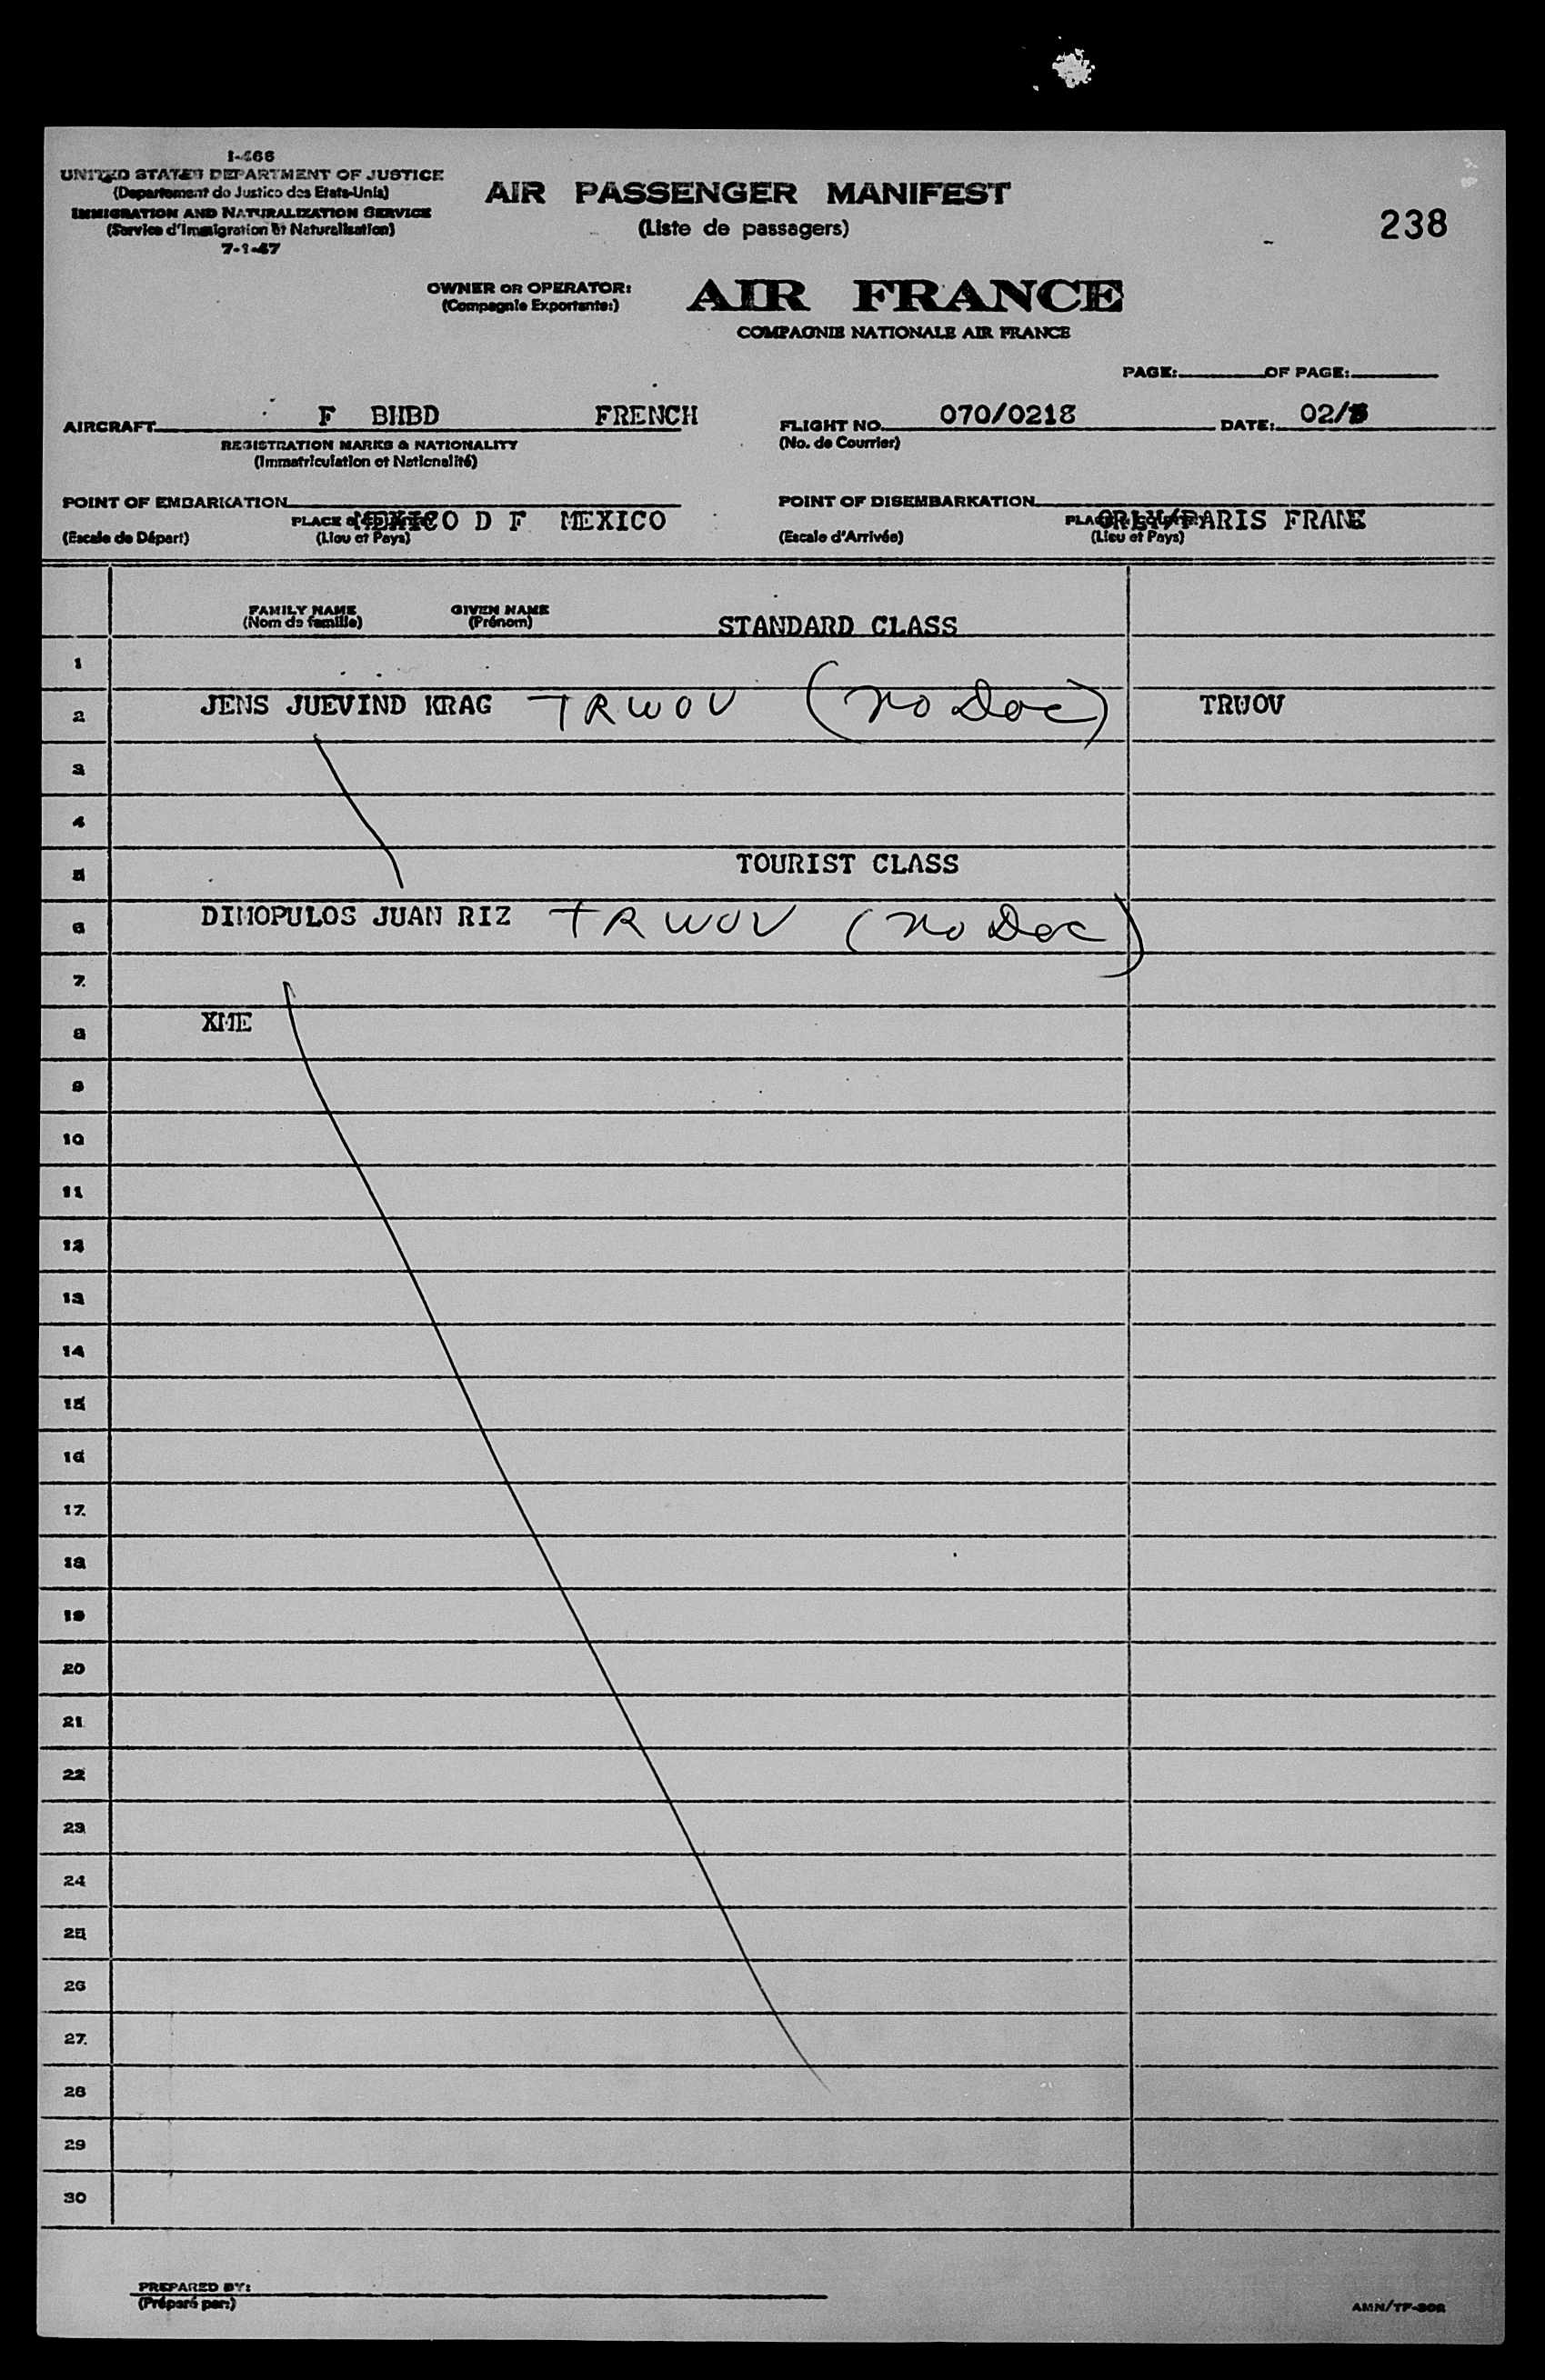 I-466
UNITED STATES DEPARTMENT OF JUSTICE
(Departement de Justice des Etats-Unis)
IMMIGRATION AND NATURALIZATION SERVICE
(Service d'Immigration et Naturalisation)
7-1-47
AIR PASSENGER MANIFEST
(Liste de passagers)
238
OWNER OR OPERATOR:
(Compagnie Exportante:)
AIR FRANCE
COMPAGNIE NATIONALE AIR FRANCE
PAGE: OF PAGE:
AIRCRAFT F BHBD FRENCH
REGISTRATION MARKS & NATIONALITY
(Immatriculation et Nationalité)
FLIGHT NO. 070/0218
(No. de Courrier)
DATE: 02/
POINT OF EMBARKATION
(Escale de Départ)
PLACE MEXICO D F MEXICO
(Lieu et Pays)
POINT OF DISEMBARKATION
(Escale d'Arrivée)
ORLY/PARIS FRANE
(Lieu et Pays)
FAMILY NAME GIVEN NAME
(Nom de famille) (Prénom)
STANDARD CLASS
1
2 JENS JUEVIND KRAG TRWOV (No Doc) TRWOV
3
4
5 TOURIST CLASS
6 DIMOPULOS JUAN RIZ TRWOV (No Doc)
7.
8 XME
9
10
11
12
13
14
15
16
17.
18
19
20
21
22
23
24
25
26
27.
28
29
30
PREPARED BY:
(Préparé par:)
AMN/TF-302